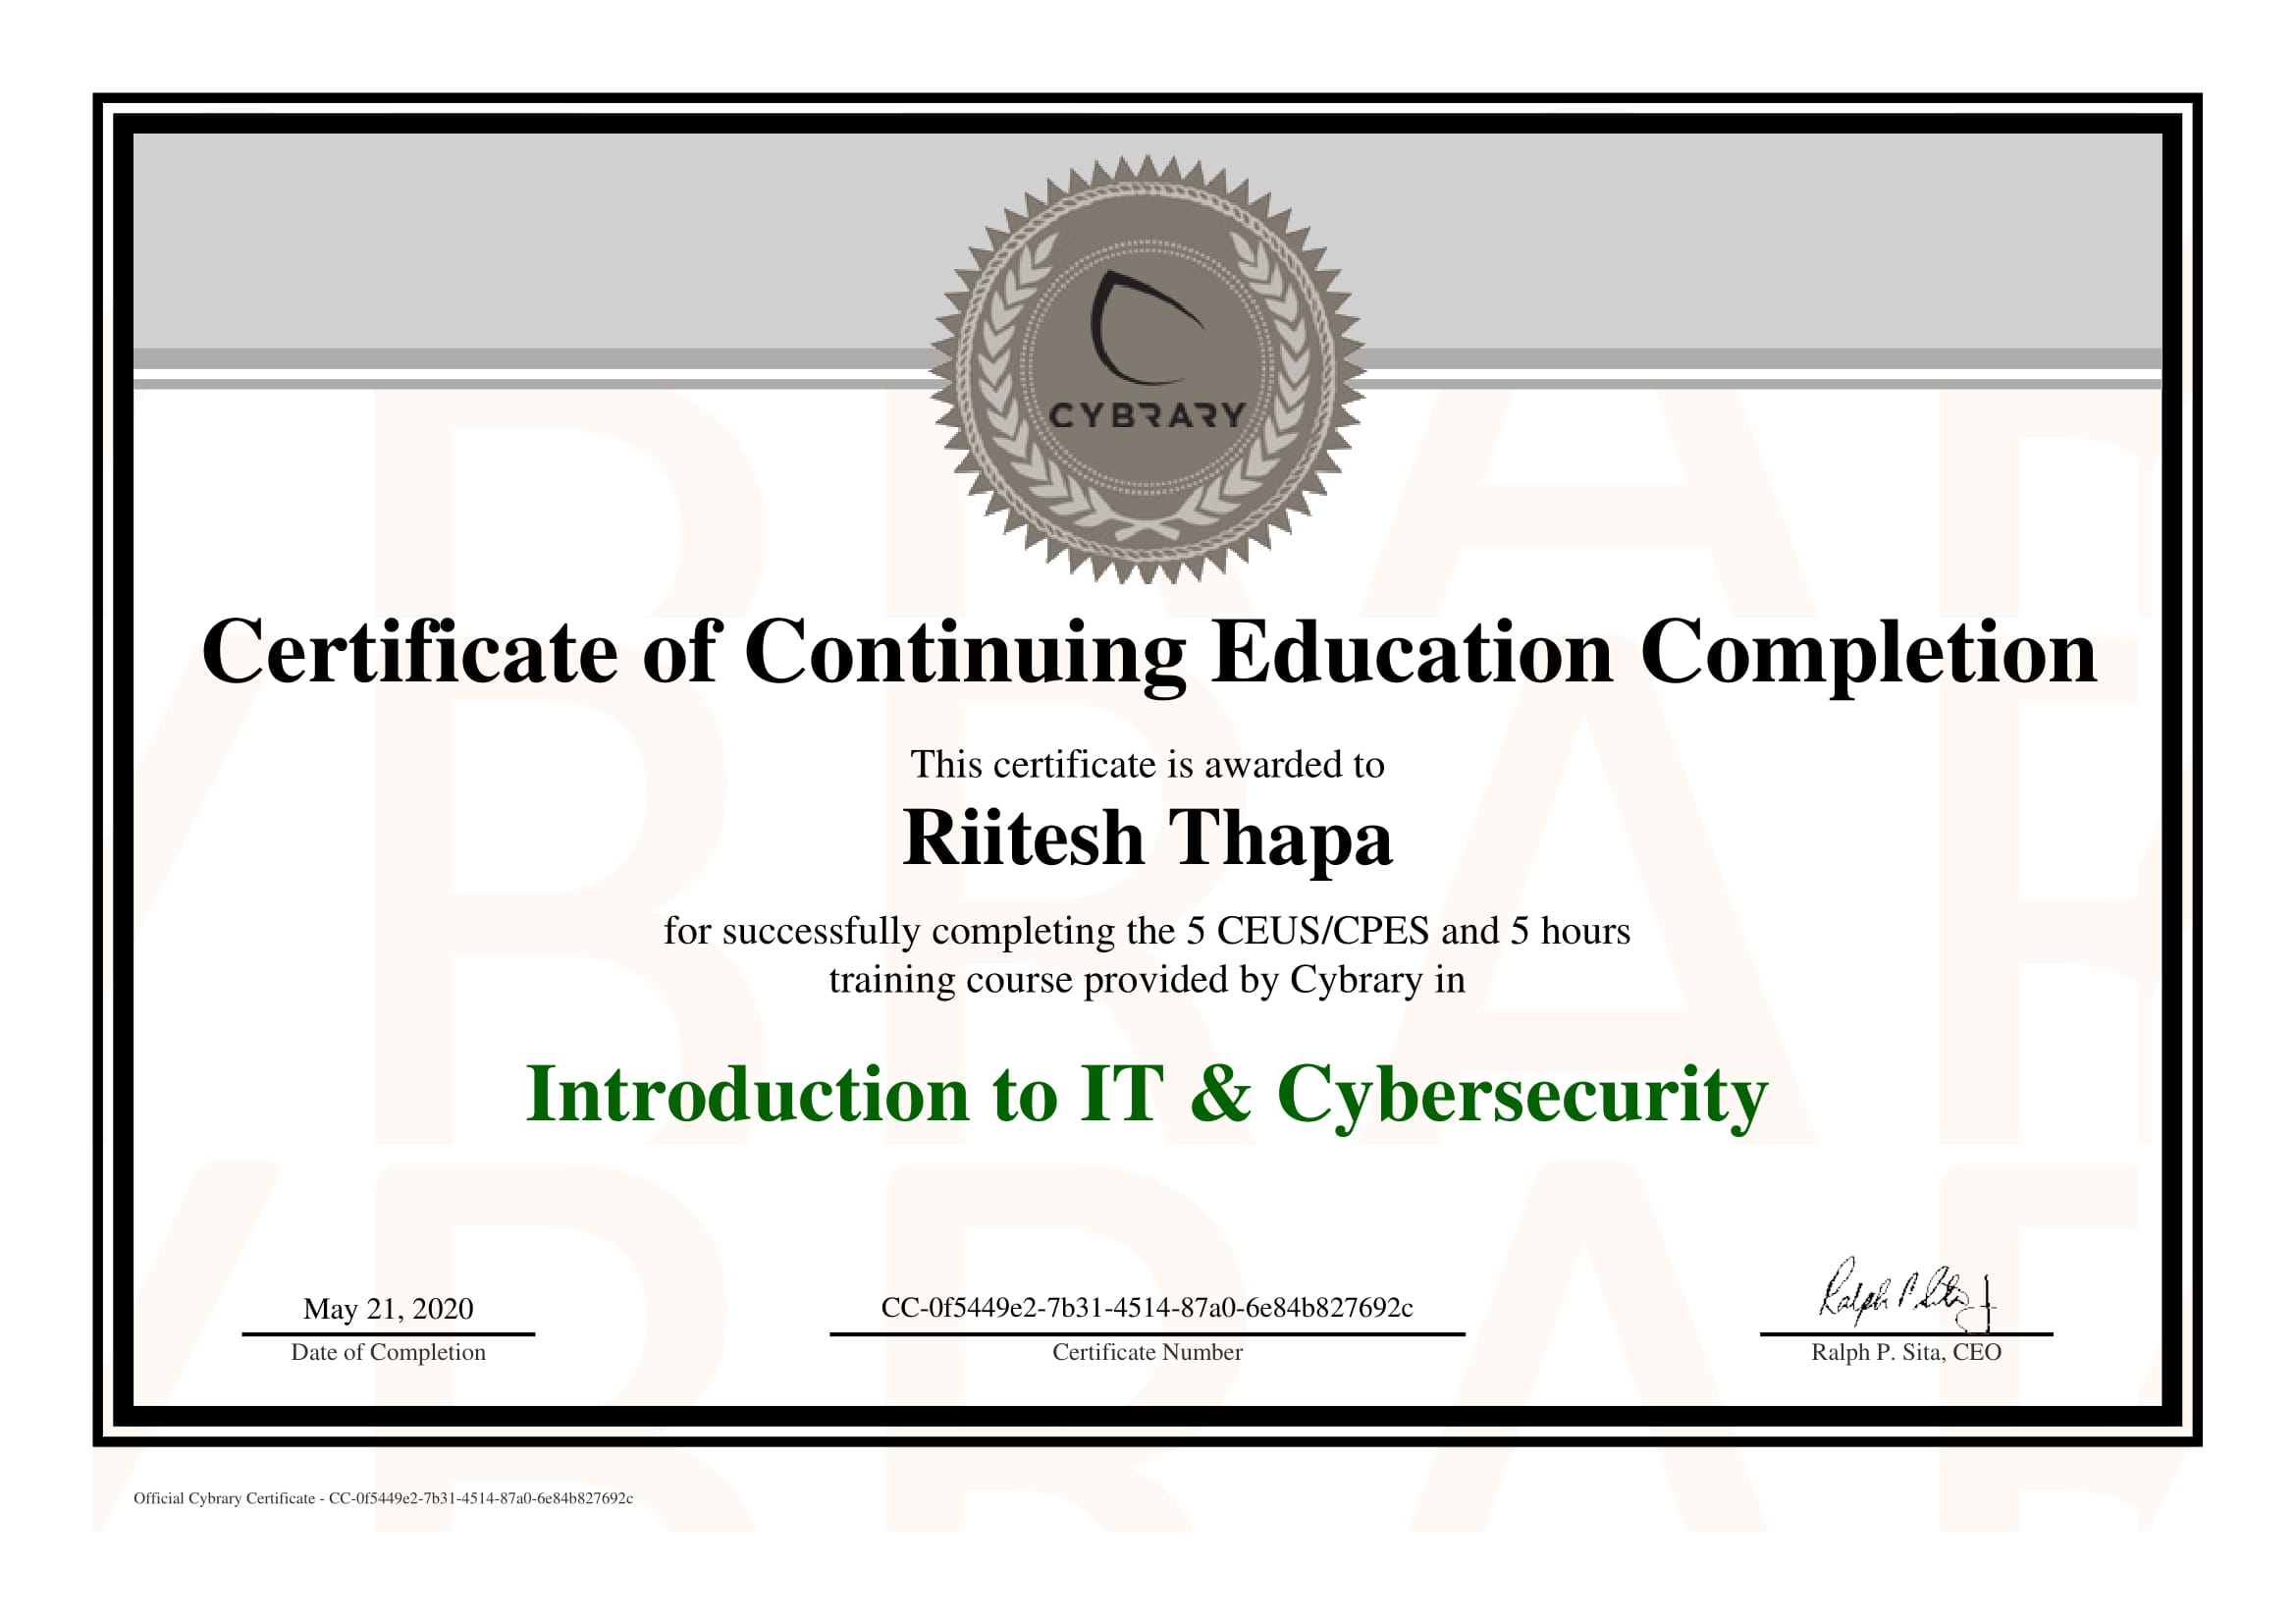 CYBRARY
Certificate of Continuing Education Completion
This certificate is awarded to
Riitesh Thapa
for successfully completing the 5 CEUS/CPES and 5 hours
training course provided by Cybrary in
Introduction to IT & Cybersecurity
May 21, 2020
Date of Completion
CC-0f5449e2-7b31-4514-87a0-6e84b827692c
Certificate Number
Ralph P. Sita, CEO
Official Cybrary Certificate - CC-0f5449e2-7b31-4514-87a0-6e84b827692c